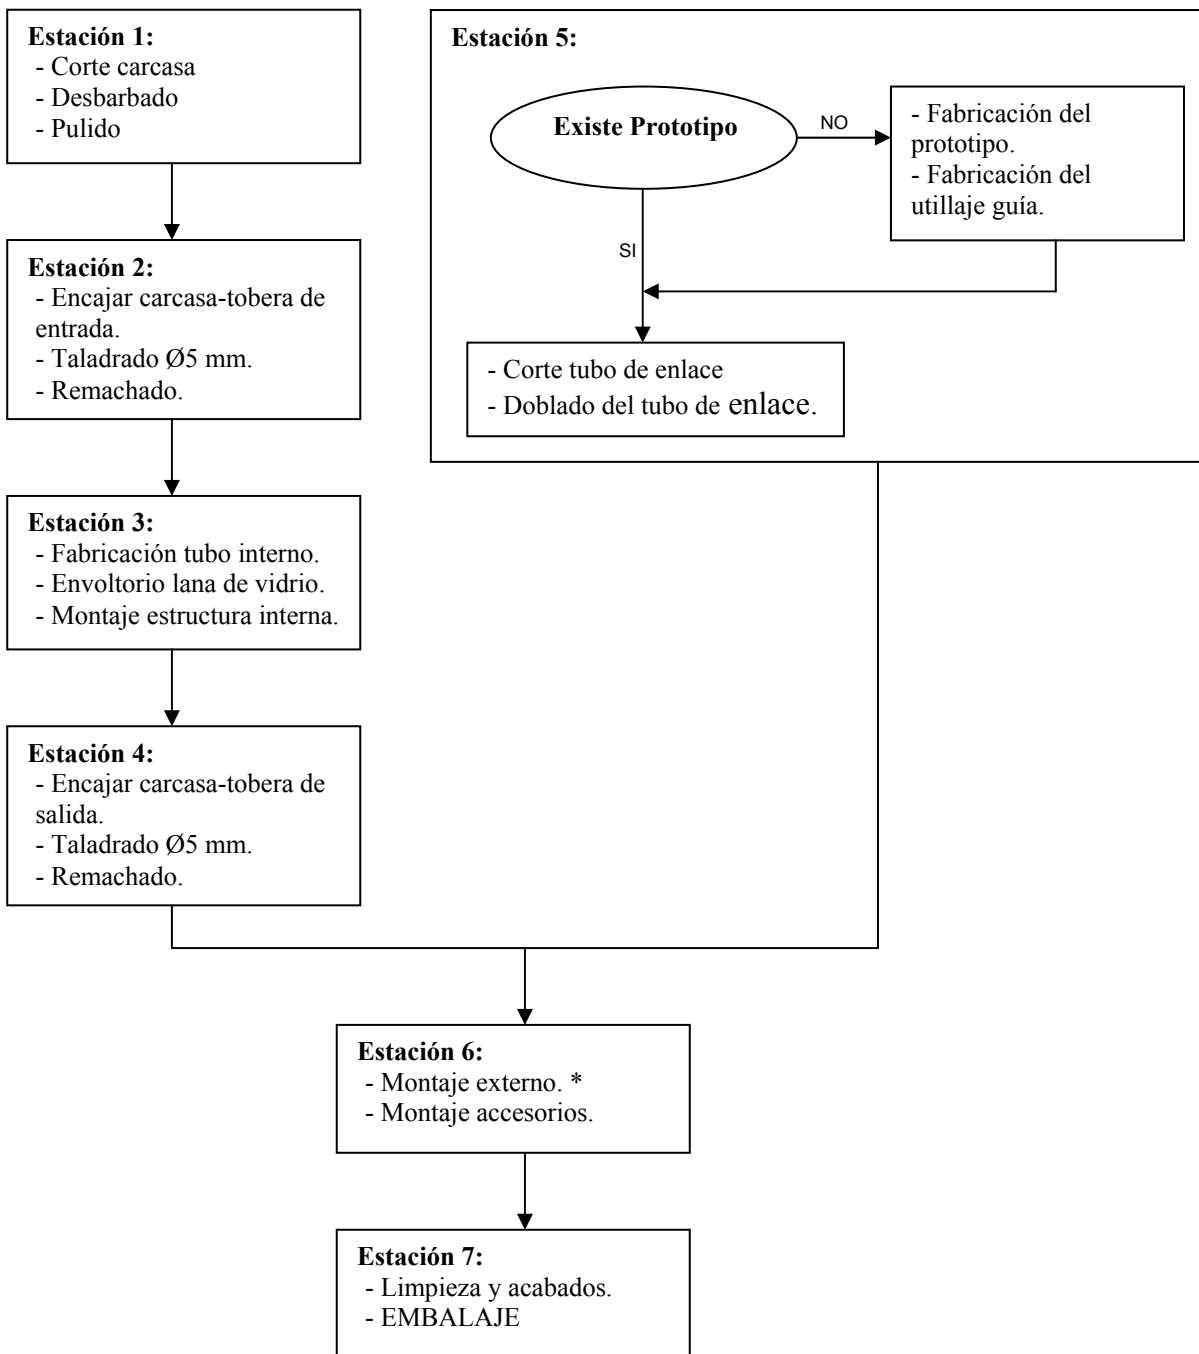 Estación 1:
- Corte carcasa
- Desbarbado
- Pulido
Estación 2:
- Encajar carcasa-tobera de
entrada.
- Taladrado Ø5 mm.
- Remachado.
Estación 3:
- Fabricación tubo interno.
- Envoltorio lana de vidrio.
- Montaje estructura interna.
Estación 4:
- Encajar carcasa-tobera de
salida.
- Taladrado Ø5 mm.
- Remachado.
Estación 5:
Existe Prototipo
NO
- Fabricación del
prototipo.
- Fabricación del
utillaje guía.
SI
- Corte tubo de enlace
- Doblado del tubo de enlace.
Estación 6:
- Montaje externo. *
- Montaje accesorios.
Estación 7:
- Limpieza y acabados.
- EMBALAJE